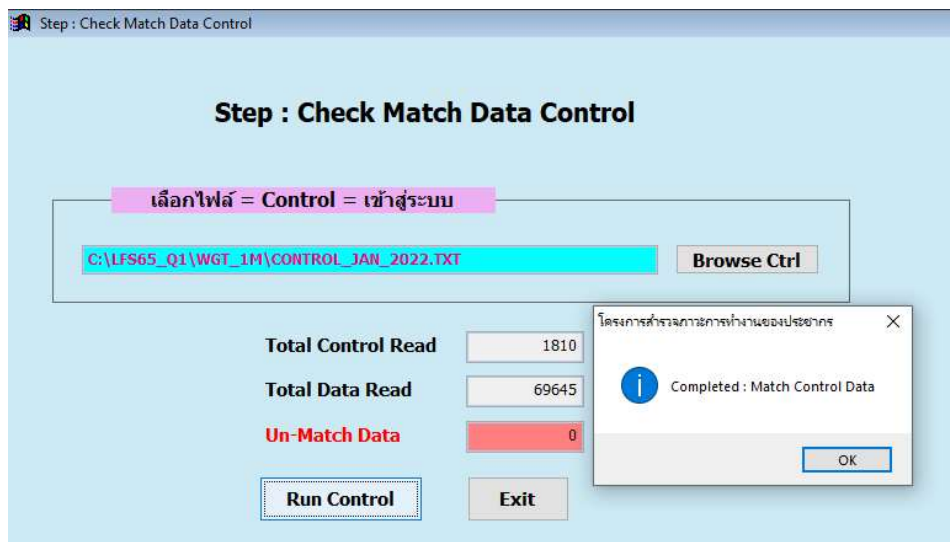 Step : Check Match Data Control
Step : Check Match Data Control
เลือกไฟล์ = Control = เข้าสู่ระบบ
C:\LFS65_Q1\WGT_1M\CONTROL_JAN_2022.TXT
Browse Ctrl
โครงการสำรวจภาวะการทำงานของประชากร
Completed : Match Control Data
OK
Total Control Read 1810
Total Data Read 69645
Un-Match Data 0
Run Control Exit